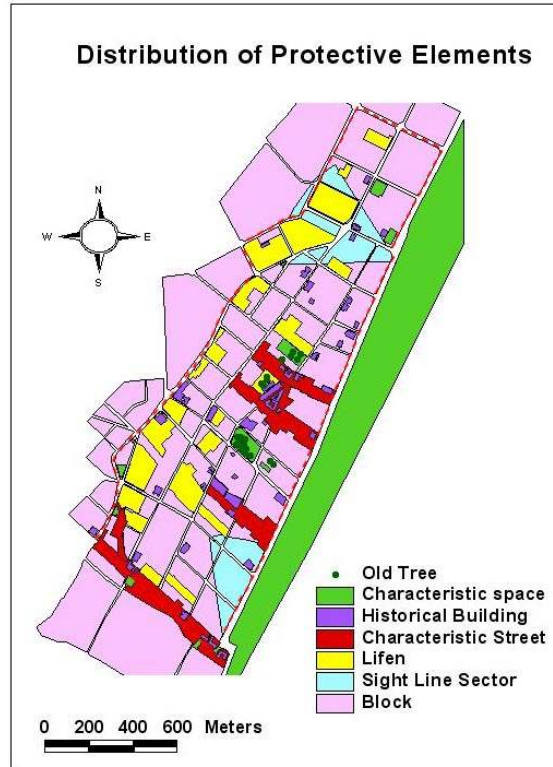 Distribution of Protective Elements
N
W E
S
Old Tree
Characteristic space
Historical Building
Characteristic Street
Lifen
Sight Line Sector
Block
0 200 400 600 Meters